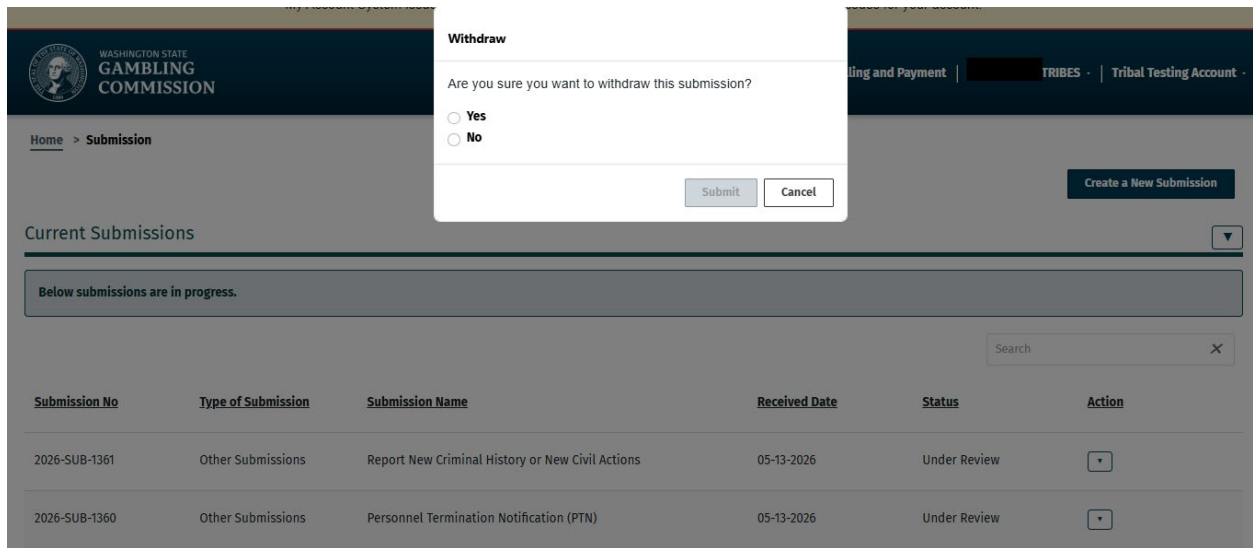 Withdraw
Are you sure you want to withdraw this submission?
Yes
No
Submit Cancel
WASHINGTON STATE
GAMBLING
COMMISSION
and Payment | TRIBES | Tribal Testing Account
Home > Submission
Create a New Submission
Current Submissions
Below submissions are in progress.
Search
Submission No Type of Submission Submission Name Received Date Status Action
2026-SUB-1361 Other Submissions Report New Criminal History or New Civil Actions 05-13-2026 Under Review
2026-SUB-1360 Other Submissions Personnel Termination Notification (PTN) 05-13-2026 Under Review